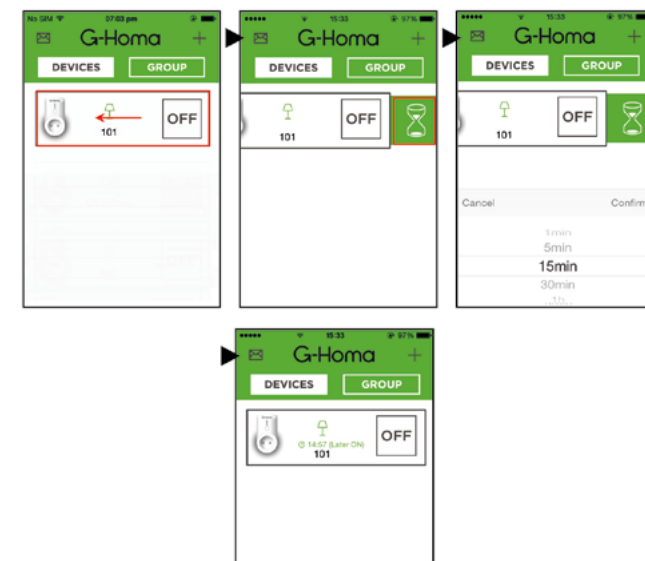 No SIM 07:03 pm
G-Homa
DEVICES GROUP
101
OFF
15:33 97%
G-Homa
DEVICES GROUP
101
OFF
15:33 97%
G-Homa
DEVICES GROUP
101
OFF
Cancel Confirm
1min
5min
15min
30min
1h
15:33 97%
G-Homa
DEVICES GROUP
14:57 (Later ON)
101
OFF